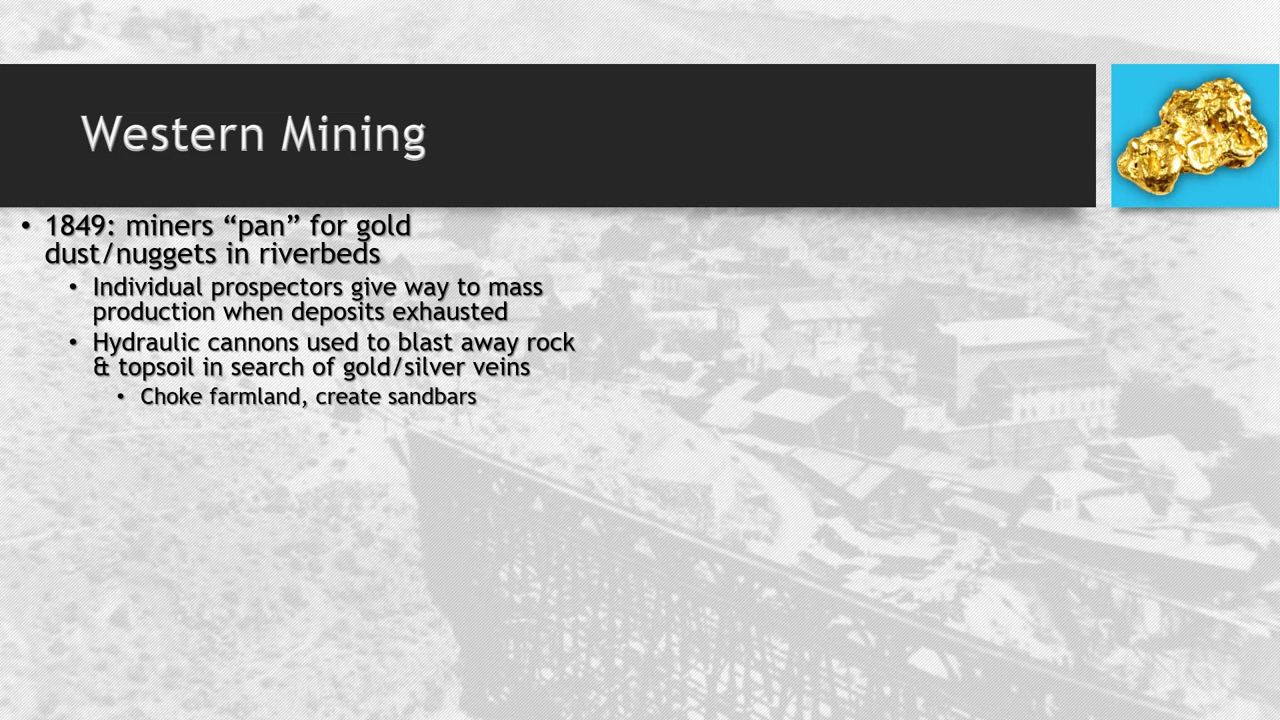 Western Mining
• 1849: miners “pan” for gold
dust/nuggets in riverbeds
• Individual prospectors give way to mass
production when deposits exhausted
• Hydraulic cannons used to blast away rock
& topsoil in search of gold/silver veins
• Choke farmland, create sandbars